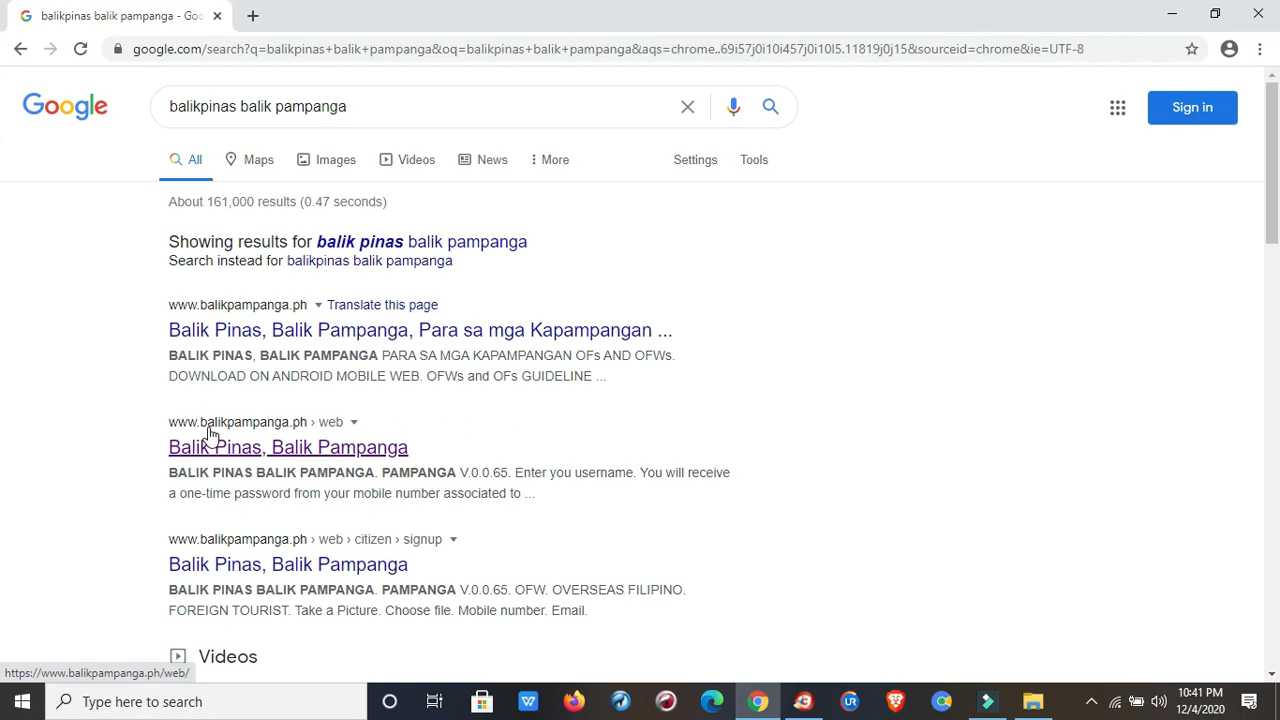 balikpinas balik pampanga - Goo
google.com/search?q=balikpinas+balik+pampanga&oq=balikpinas+balik+pampanga&aqs=chrome..69i57j0i10i457j0i10l5.11819j0j15&sourceid=chrome&ie=UTF-8
Google
balikpinas balik pampanga
Sign in
All Maps Images Videos News More Settings Tools
About 161,000 results (0.47 seconds)
Showing results for balik pinas balik pampanga
Search instead for balikpinas balik pampanga
www.balikpampanga.ph Translate this page
Balik Pinas, Balik Pampanga, Para sa mga Kapampangan ...
BALIK PINAS, BALIK PAMPANGA PARA SA MGA KAPAMPANGAN OFs AND OFWs.
DOWNLOAD ON ANDROID MOBILE WEB. OFWs and OFs GUIDELINE ...
www.balikpampanga.ph › web
Balik Pinas, Balik Pampanga
BALIK PINAS BALIK PAMPANGA. PAMPANGA V.0.0.65. Enter you username. You will receive
a one-time password from your mobile number associated to ...
www.balikpampanga.ph › web › citizen › signup
Balik Pinas, Balik Pampanga
BALIK PINAS BALIK PAMPANGA. PAMPANGA V.0.0.65. OFW. OVERSEAS FILIPINO.
FOREIGN TOURIST. Take a Picture. Choose file. Mobile number. Email.
Videos
https://www.balikpampanga.ph/web/
Type here to search
W
UR
10:41 PM
12/4/2020